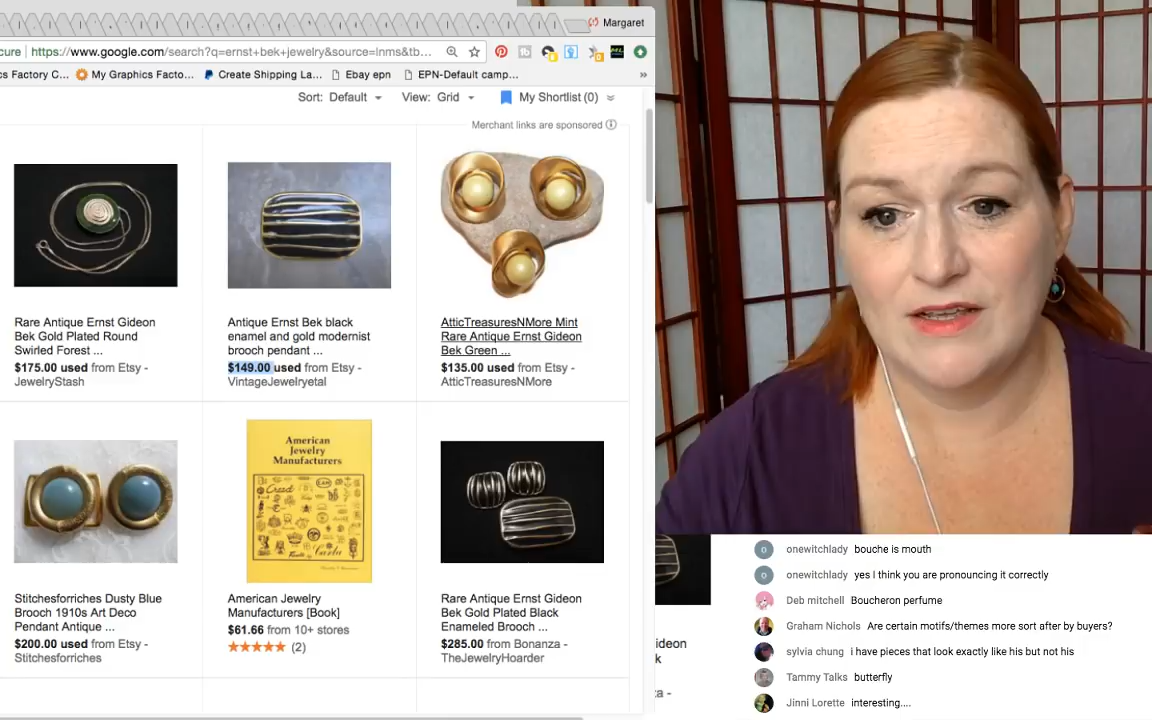 Margaret
cure https://www.google.com/search?q=ernst+bek+jewelry&source=lnms&tb...
cs Factory C... My Graphics Facto... Create Shipping La... Ebay epn EPN-Default camp... »
Sort: Default View: Grid My Shortlist (0)
Merchant links are sponsored
Rare Antique Ernst Gideon
Bek Gold Plated Round
Swirled Forest ...
$175.00 used from Etsy -
JewelryStash
Antique Ernst Bek black
enamel and gold modernist
brooch pendant ...
$149.00 used from Etsy -
VintageJewelryetal
AtticTreasuresNMore Mint
Rare Antique Ernst Gideon
Bek Green ...
$135.00 used from Etsy -
AtticTreasuresNMore
American
Jewelry
Manufacturers
Stitchesforriches Dusty Blue
Brooch 1910s Art Deco
Pendant Antique ...
$200.00 used from Etsy -
Stitchesforriches
American Jewelry
Manufacturers [Book]
$61.66 from 10+ stores
(2)
Rare Antique Ernst Gideon
Bek Gold Plated Black
Enameled Brooch ...
$285.00 from Bonanza -
TheJewelryHoarder
ideon
k
za -
onewitchlady bouche is mouth
onewitchlady yes I think you are pronouncing it correctly
Deb mitchell Boucheron perfume
Graham Nichols Are certain motifs/themes more sort after by buyers?
sylvia chung i have pieces that look exactly like his but not his
Tammy Talks butterfly
Jinni Lorette interesting....